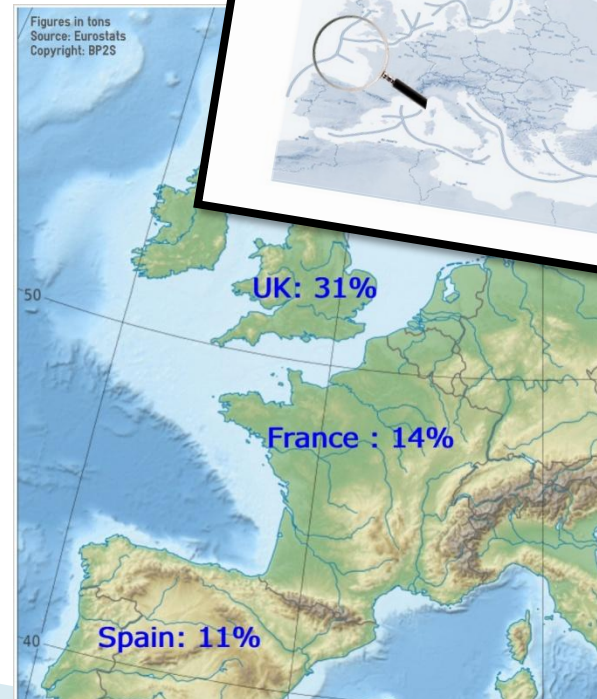 Figures in tons
Source: Eurostats
Copyright: BP2S
50
UK: 31%
France : 14%
40
Spain: 11%